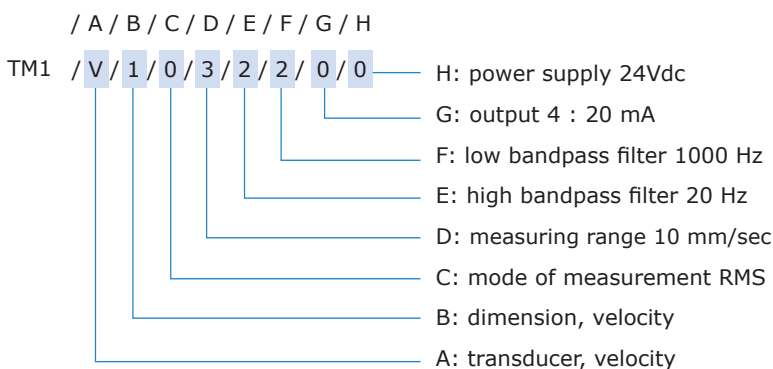 / A / B / C / D / E / F / G / H
TM1 / V / 1 / 0 / 3 / 2 / 2 / 0 / 0
H: power supply 24Vdc
G: output 4 : 20 mA
F: low bandpass filter 1000 Hz
E: high bandpass filter 20 Hz
D: measuring range 10 mm/sec
C: mode of measurement RMS
B: dimension, velocity
A: transducer, velocity